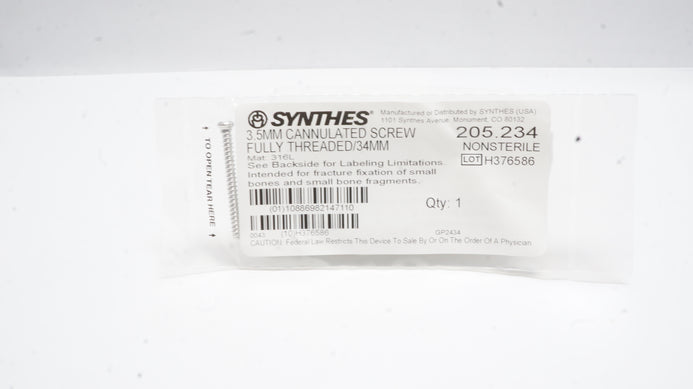 SYNTHES®
Manufactured or Distributed by SYNTHES (USA)
1101 Synthes Avenue, Monument, CO 80132
3.5MM CANNULATED SCREW
FULLY THREADED/34MM
205.234
NONSTERILE
LOT H376586
Mat: 316L
See Backside for Labeling Limitations.
Intended for fracture fixation of small
bones and small bone fragments.
(01)10886982147110
Qty: 1
0043
(10)H376586
GP2434
CAUTION: Federal Law Restricts This Device To Sale By Or On The Order Of A Physician
TO OPEN TEAR HERE